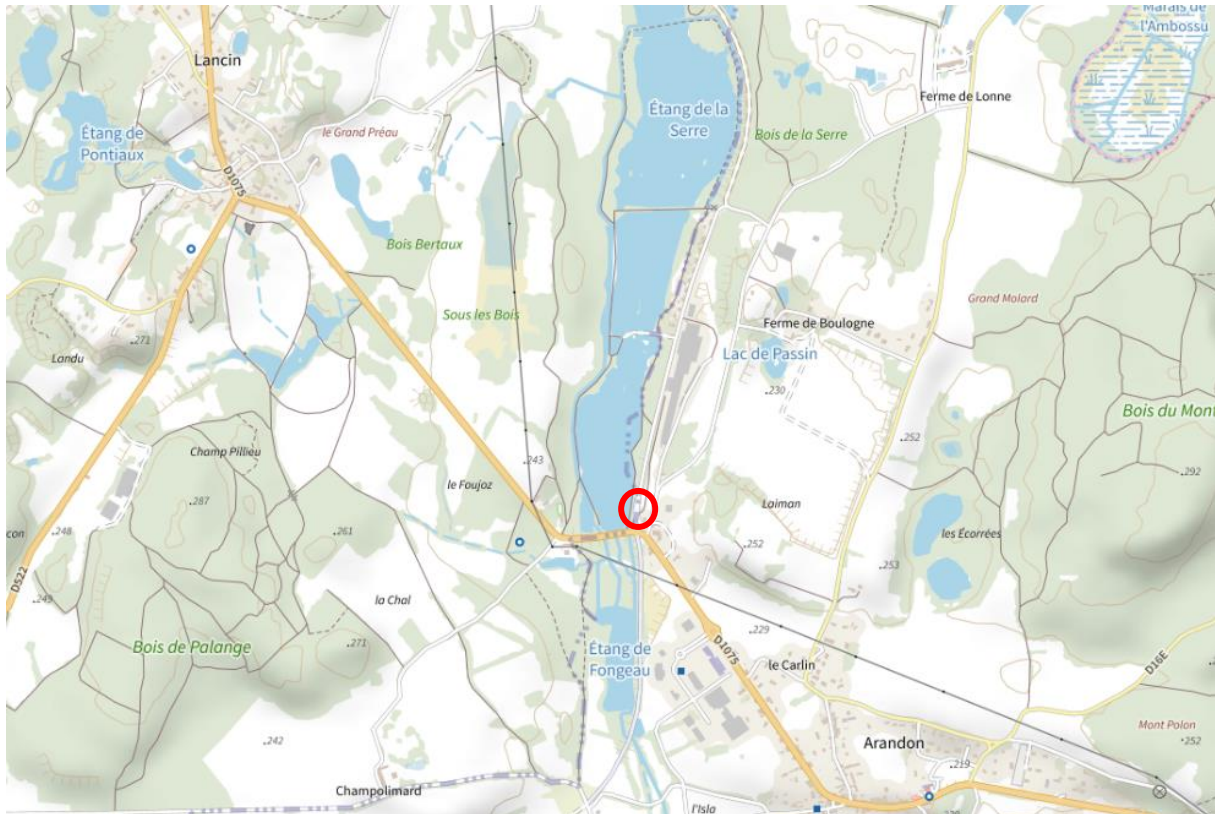 Marais de
l'Ambossu
Lancin
Ferme de Lonne
Étang de la
Serre
le Grand Préau
Étang de
Pontiaux
Bois de la Serre
D1075
Bois Bertaux
Grand Molard
Sous les Bois
Ferme de Boulogne
.271
Landu
Lac de Passin
.230
Bois du Mont
.252
Champ Pillieu
.243
.292
le Foujoz
.287
Laiman
.248
.261
les Écorrées
con
.252
.253
D522
.249
la Chal
.229
.271
Bois de Palange
Étang de
Fongeau
D1075
le Carlin
D16E
Mont Polon
.242
Arandon
.252
.219
Champolimard
l'Isla